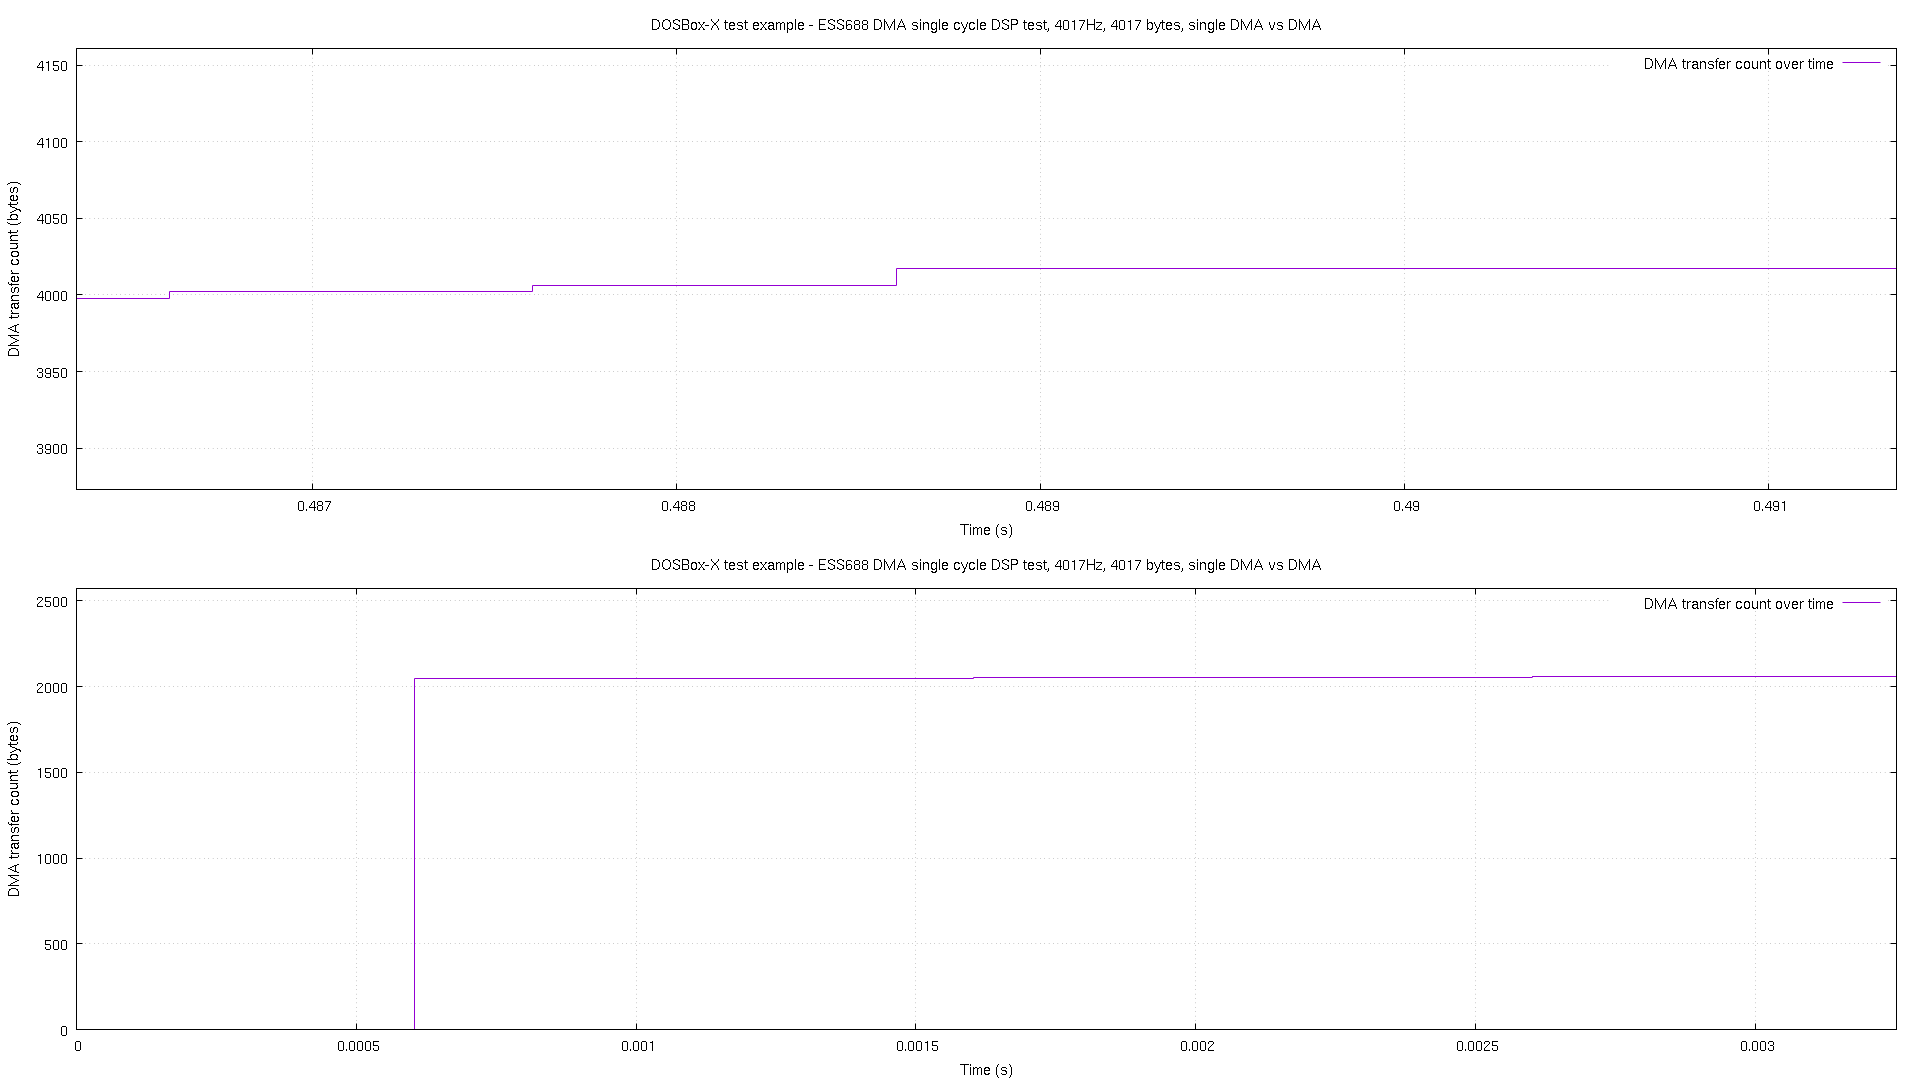 DOSBox-X test example - ESS688 DMA single cycle DSP test, 4017Hz, 4017 bytes, single DMA vs DMA
DMA transfer count over time
DMA transfer count (bytes)
4150
4100
4050
4000
3950
3900
0.487 0.488 0.489 0.49 0.491
Time (s)
DOSBox-X test example - ESS688 DMA single cycle DSP test, 4017Hz, 4017 bytes, single DMA vs DMA
DMA transfer count over time
DMA transfer count (bytes)
2500
2000
1500
1000
500
0
0 0.0005 0.001 0.0015 0.002 0.0025 0.003
Time (s)